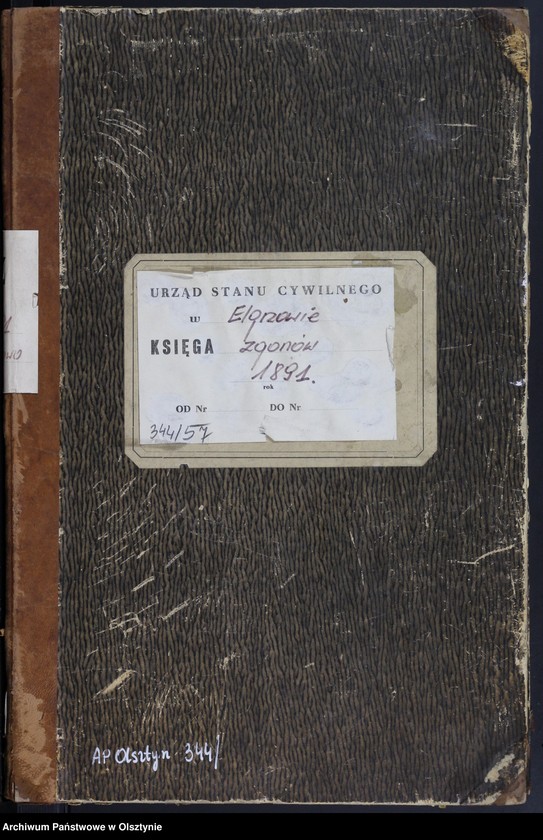 URZĄD STANU CYWILNEGO
w Elgnowie
KSIĘGA zgonów
1891.
rok
OD Nr DO Nr
344/57
AP Olsztyn 344/
Archiwum Państwowe w Olsztynie